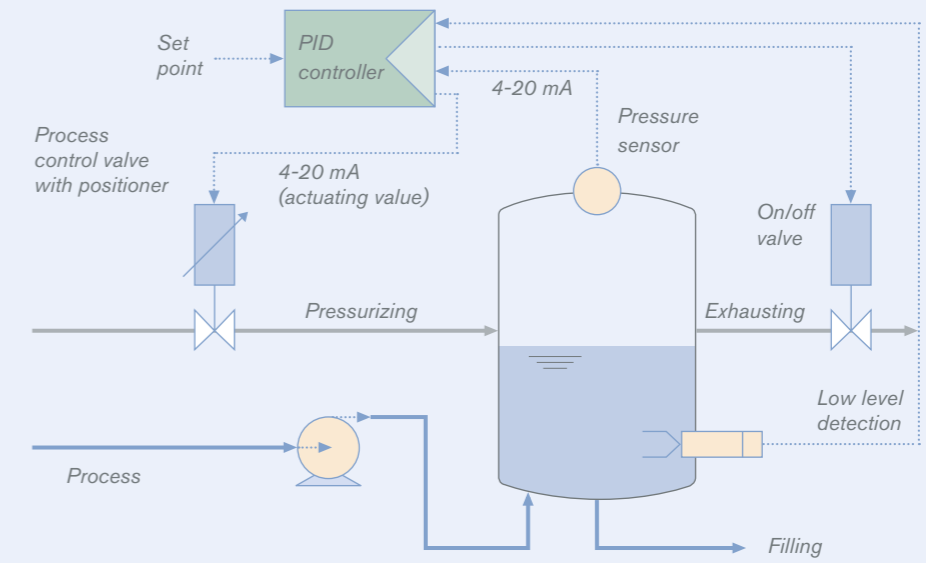 Set
point
PID
controller
4-20 mA
Pressure
sensor
Process
control valve
with positioner
4-20 mA
(actuating value)
On/off
valve
Pressurizing
Exhausting
Low level
detection
Process
Filling